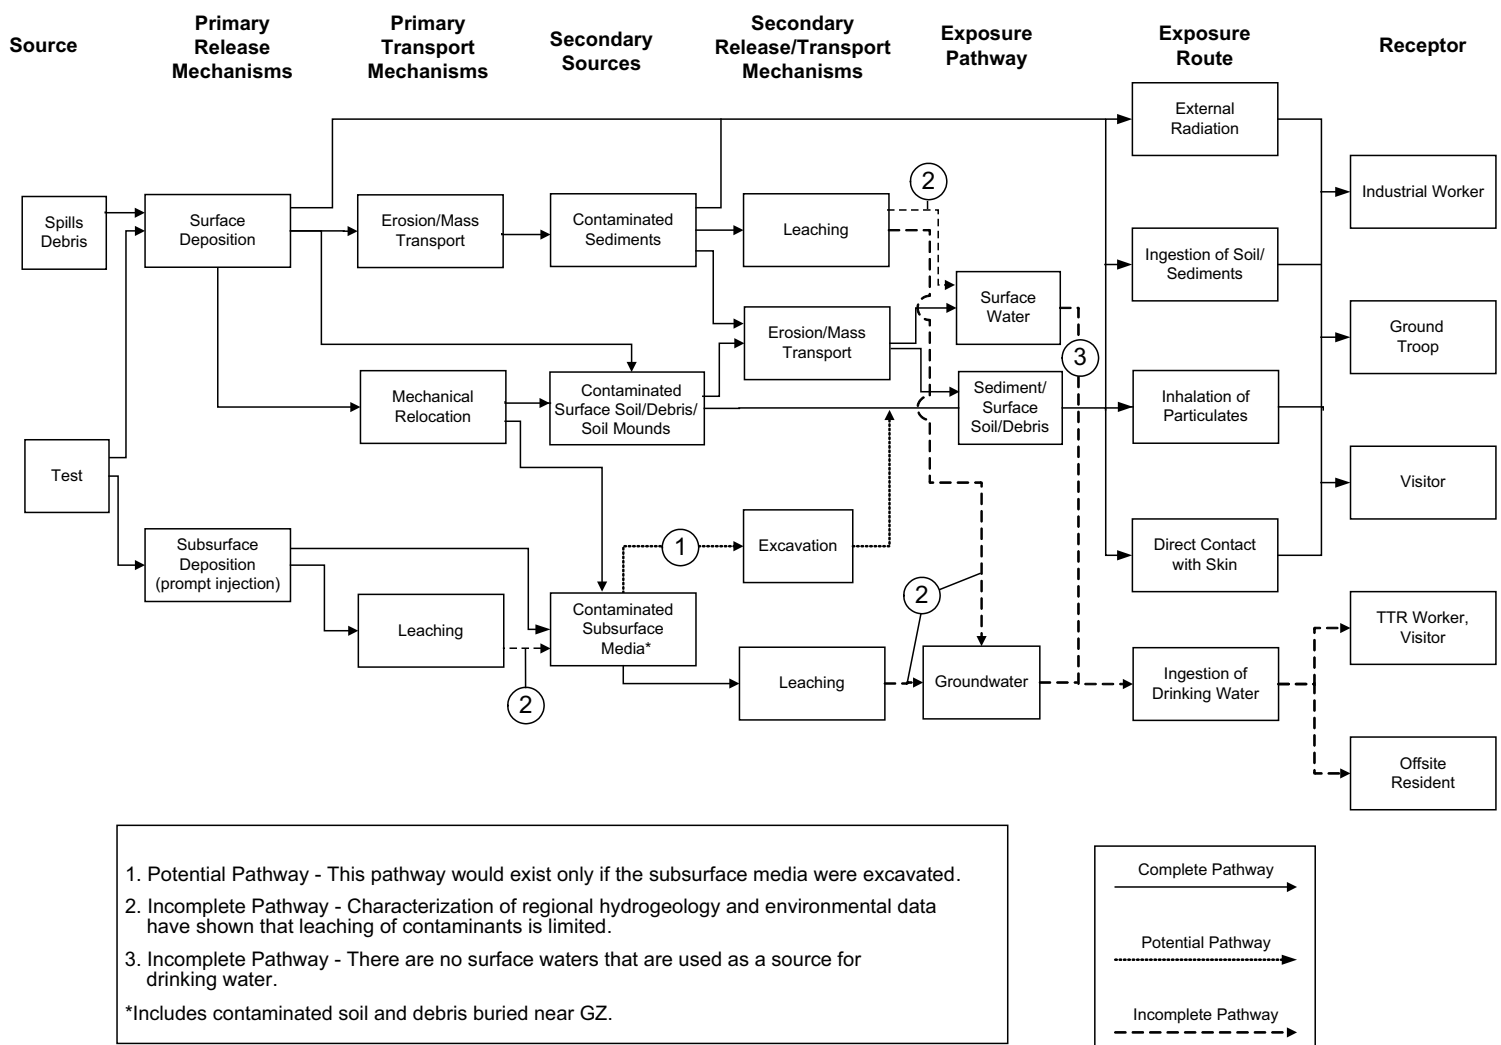 Source
Primary
Release
Mechanisms
Primary
Transport
Mechanisms
Secondary
Sources
Secondary
Release/Transport
Mechanisms
Exposure
Pathway
Exposure
Route
Receptor
Spills
Debris
Test
Surface
Deposition
Subsurface
Deposition
(prompt injection)
Erosion/Mass
Transport
Mechanical
Relocation
Leaching
2
Contaminated
Sediments
Contaminated
Surface Soil/Debris/
Soil Mounds
Contaminated
Subsurface
Media*
1
Leaching
Erosion/Mass
Transport
Excavation
Leaching
2
2
Surface
Water
Sediment/
Surface
Soil/Debris
Groundwater
3
External
Radiation
Ingestion of Soil/
Sediments
Inhalation of
Particulates
Direct Contact
with Skin
Ingestion of
Drinking Water
Industrial Worker
Ground
Troop
Visitor
TTR Worker,
Visitor
Offsite
Resident
1. Potential Pathway - This pathway would exist only if the subsurface media were excavated.
2. Incomplete Pathway - Characterization of regional hydrogeology and environmental data
have shown that leaching of contaminants is limited.
3. Incomplete Pathway - There are no surface waters that are used as a source for
drinking water.
*Includes contaminated soil and debris buried near GZ.
Complete Pathway
Potential Pathway
Incomplete Pathway